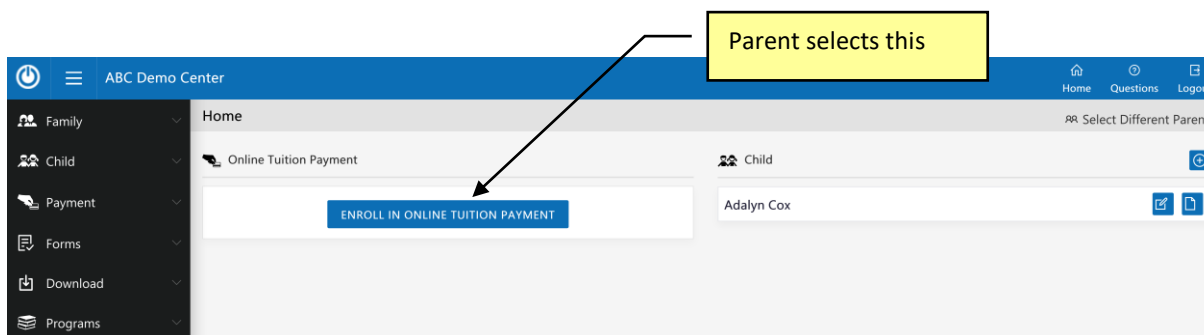 Parent selects this
ABC Demo Center
Home
Questions
Logou
Family
Home
Select Different Paren
Child
Online Tuition Payment
Child
Payment
ENROLL IN ONLINE TUITION PAYMENT
Adalyn Cox
Forms
Download
Programs